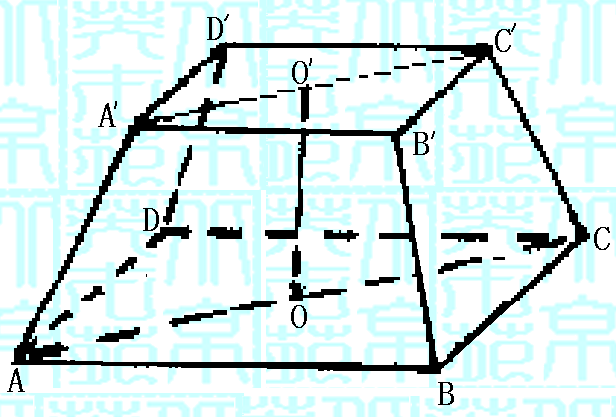 D′ C′
O′
A′ B′
D C
O
A B